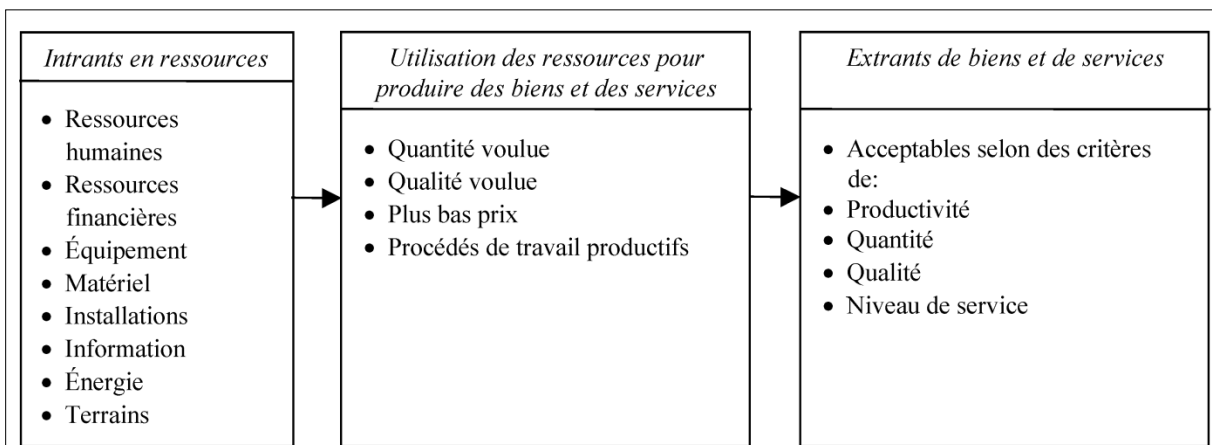 Intrants en ressources
• Ressources
humaines
• Ressources
financières
• Équipement
• Matériel
• Installations
• Information
• Énergie
• Terrains
Utilisation des ressources pour
produire des biens et des services
• Quantité voulue
• Qualité voulue
• Plus bas prix
• Procédés de travail productifs
Extrants de biens et de services
• Acceptables selon des critères
de:
• Productivité
• Quantité
• Qualité
• Niveau de service